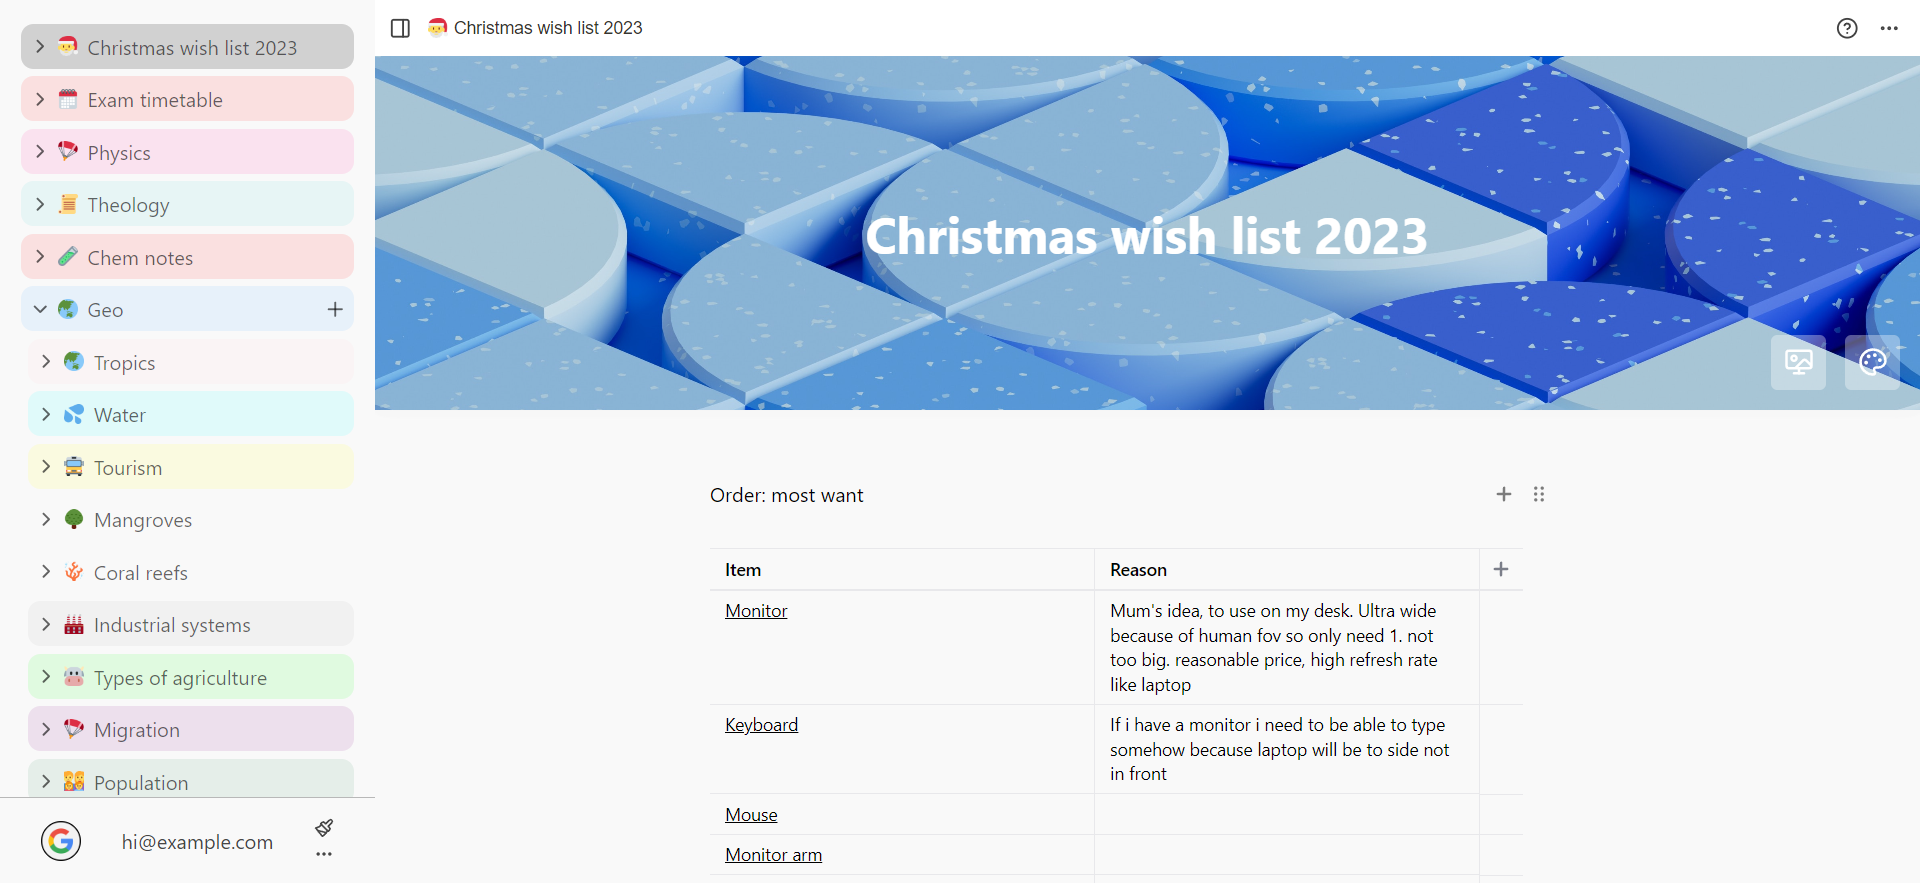 Christmas wish list 2023
Exam timetable
Physics
Theology
Chem notes
Geo
Tropics
Water
Tourism
Mangroves
Coral reefs
Industrial systems
Types of agriculture
Migration
Population
hi@example.com
Christmas wish list 2023
Christmas wish list 2023
Order: most want
Item
Reason
Monitor
Mum's idea, to use on my desk. Ultra wide
because of human fov so only need 1. not
too big. reasonable price, high refresh rate
like laptop
Keyboard
If i have a monitor i need to be able to type
somehow because laptop will be to side not
in front
Mouse
Monitor arm